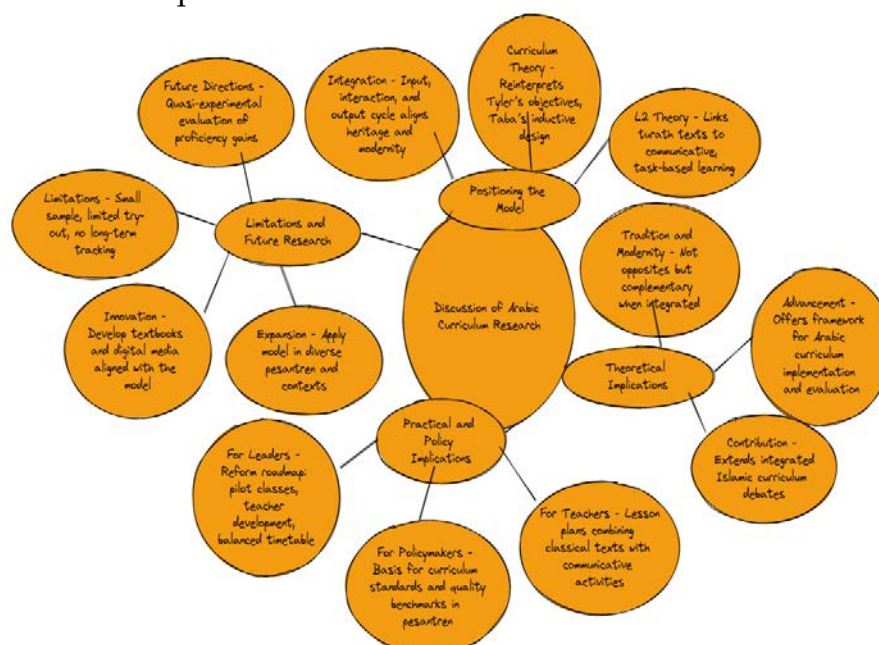 Curriculum
Theory -
Reinterprets
Tyler's objectives,
Taba's inductive
design
Future Directions -
Quasi-experimental
evaluation of
proficiency gains
Integration - Input,
interaction, and
output cycle aligns
heritage and
modernity
L2 Theory - Links
turath texts to
communicative,
task-based learning
Positioning the
Model
Limitations - Small
sample, limited try-
out, no long-term
tracking
Limitations and
Future Research
Tradition and
Modernity - Not
opposites but
complementary
when integrated
Discussion of Arabic
Curriculum Research
Advancement -
Offers framework
for Arabic
curriculum
implementation
and evaluation
Innovation -
Develop textbooks
and digital media
aligned with the
model
Expansion - Apply
model in diverse
pesantren and
contexts
Theoretical
Implications
Practical and
Policy
Implications
Contribution -
Extends integrated
Islamic curriculum
debates
For Leaders -
Reform roadmap:
pilot classes,
teacher
development,
balanced timetable
For Teachers - Lesson
plans combining
classical texts with
communicative
activities
For Policymakers -
Basis for curriculum
standards and quality
benchmarks in
pesantren